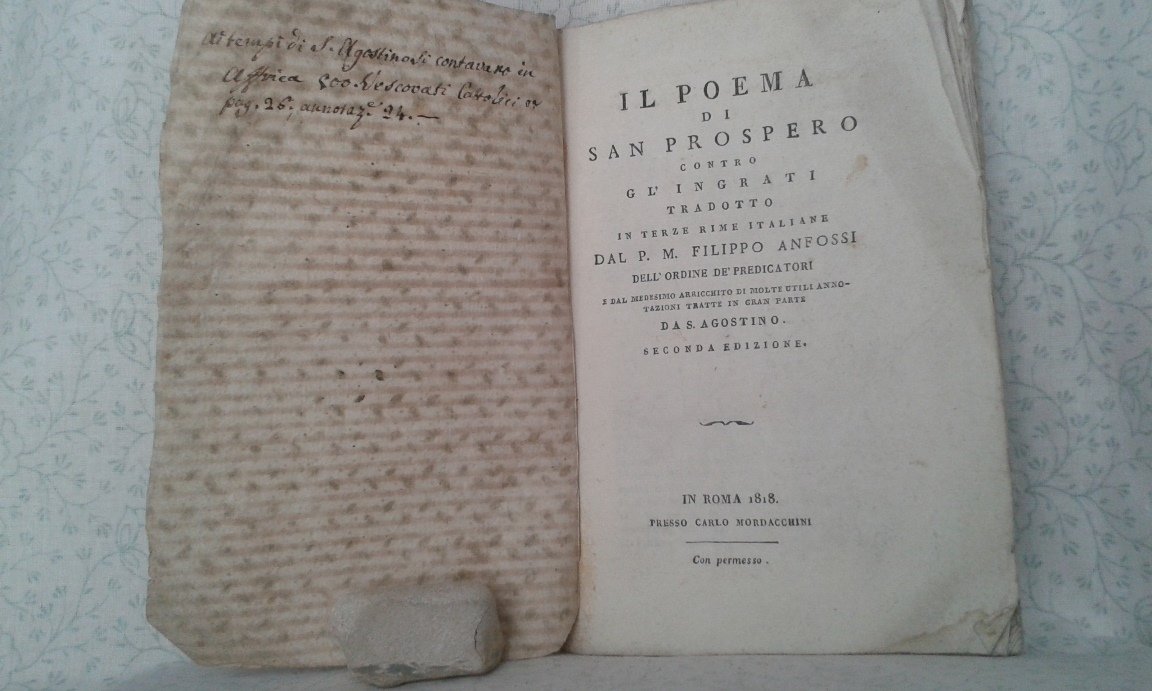 Ai tempi di S. Agostino si contavano in
Affrica 500 Vescovati Cattolici
pag. 26, annotaz.e 24. —
IL POEMA
DI
SAN PROSPERO
CONTRO
GL' INGRATI
TRADOTTO
IN TERZE RIME ITALIANE
DAL P. M. FILIPPO ANFOSSI
DELL' ORDINE DE' PREDICATORI
E DAL MEDESIMO ARRICCHITO DI MOLTE UTILI ANNO-
TAZIONI TRATTE IN GRAN PARTE
DA S. AGOSTINO.
SECONDA EDIZIONE.
IN ROMA 1818.
PRESSO CARLO MORDACCHINI
Con permesso.